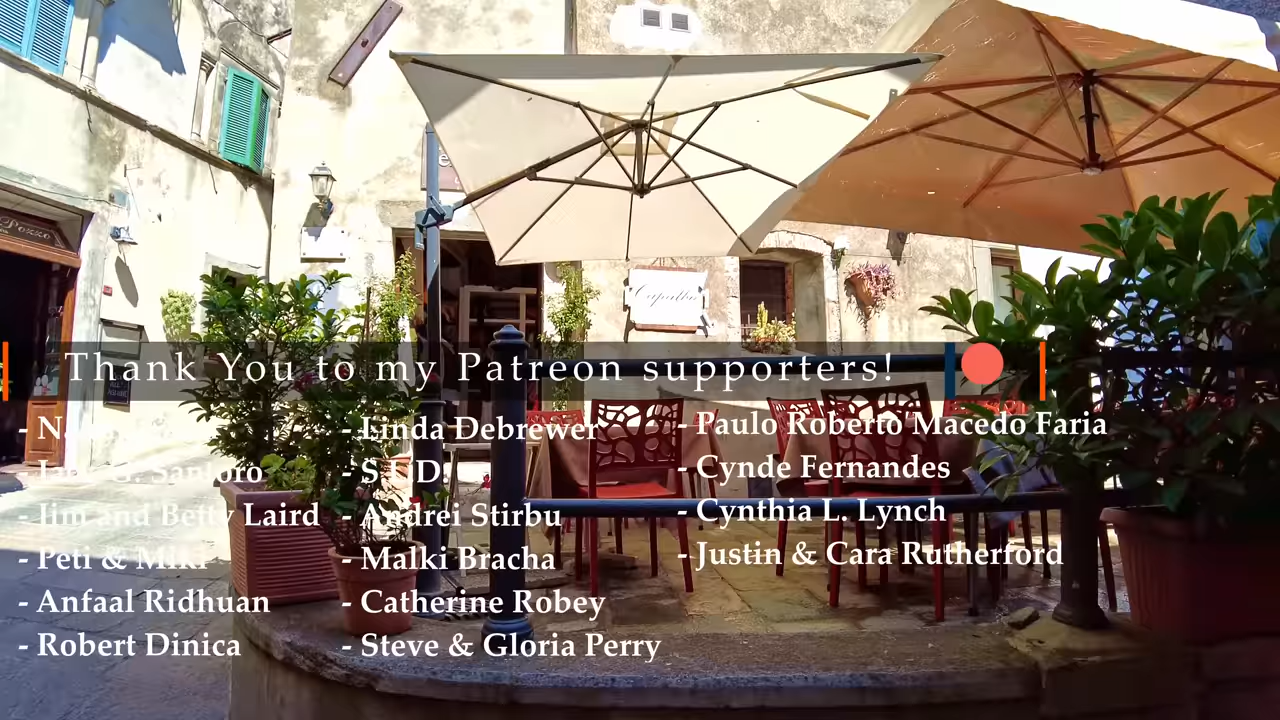 Pozzo
Capalbio
Thank You to my Patreon supporters!
- Jim and Betty Laird
- Peti & Miki
- Anfaal Ridhuan
- Robert Dinica
- Linda Debrewer
- S.U.D!
- Andrei Stirbu
- Malki Bracha
- Catherine Robey
- Steve & Gloria Perry
- Paulo Roberto Macedo Faria
- Cynde Fernandes
- Cynthia L. Lynch
- Justin & Cara Rutherford